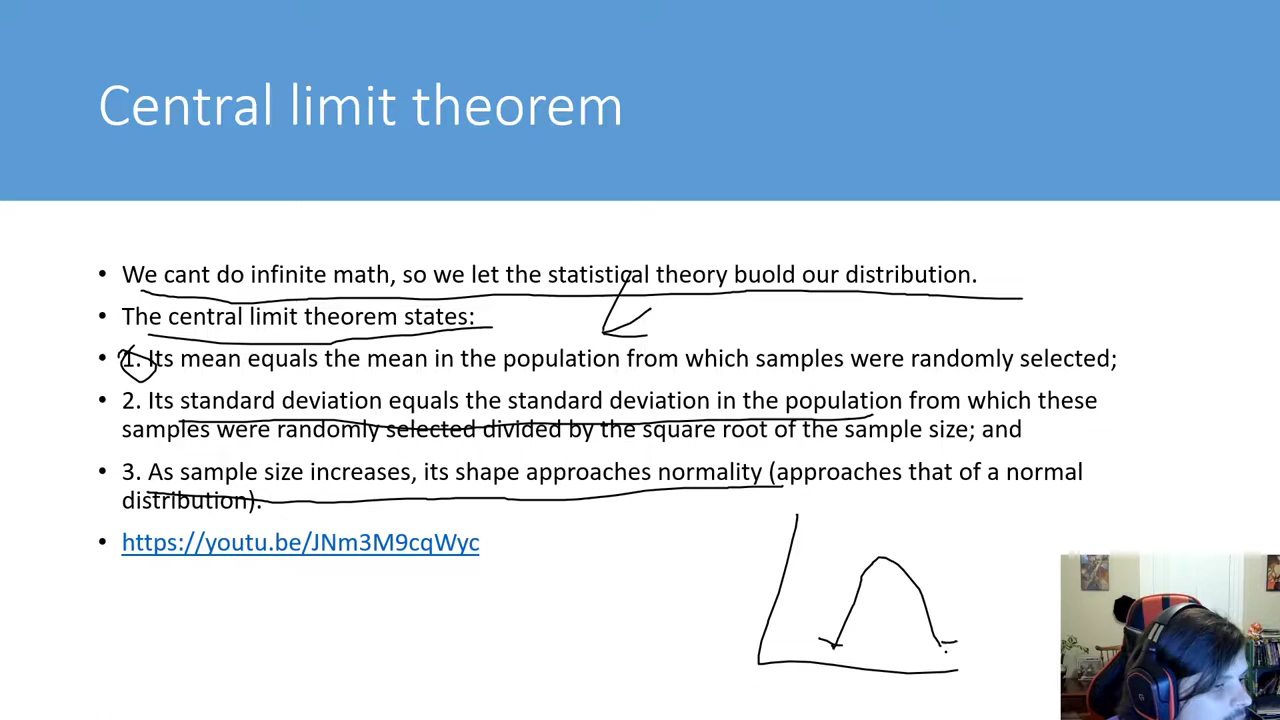 Central limit theorem
• We cant do infinite math, so we let the statistical theory buold our distribution.
• The central limit theorem states:
• 1. Its mean equals the mean in the population from which samples were randomly selected;
• 2. Its standard deviation equals the standard deviation in the population from which these
samples were randomly selected divided by the square root of the sample size; and
• 3. As sample size increases, its shape approaches normality (approaches that of a normal
distribution).
• https://youtu.be/JNm3M9cqWyc